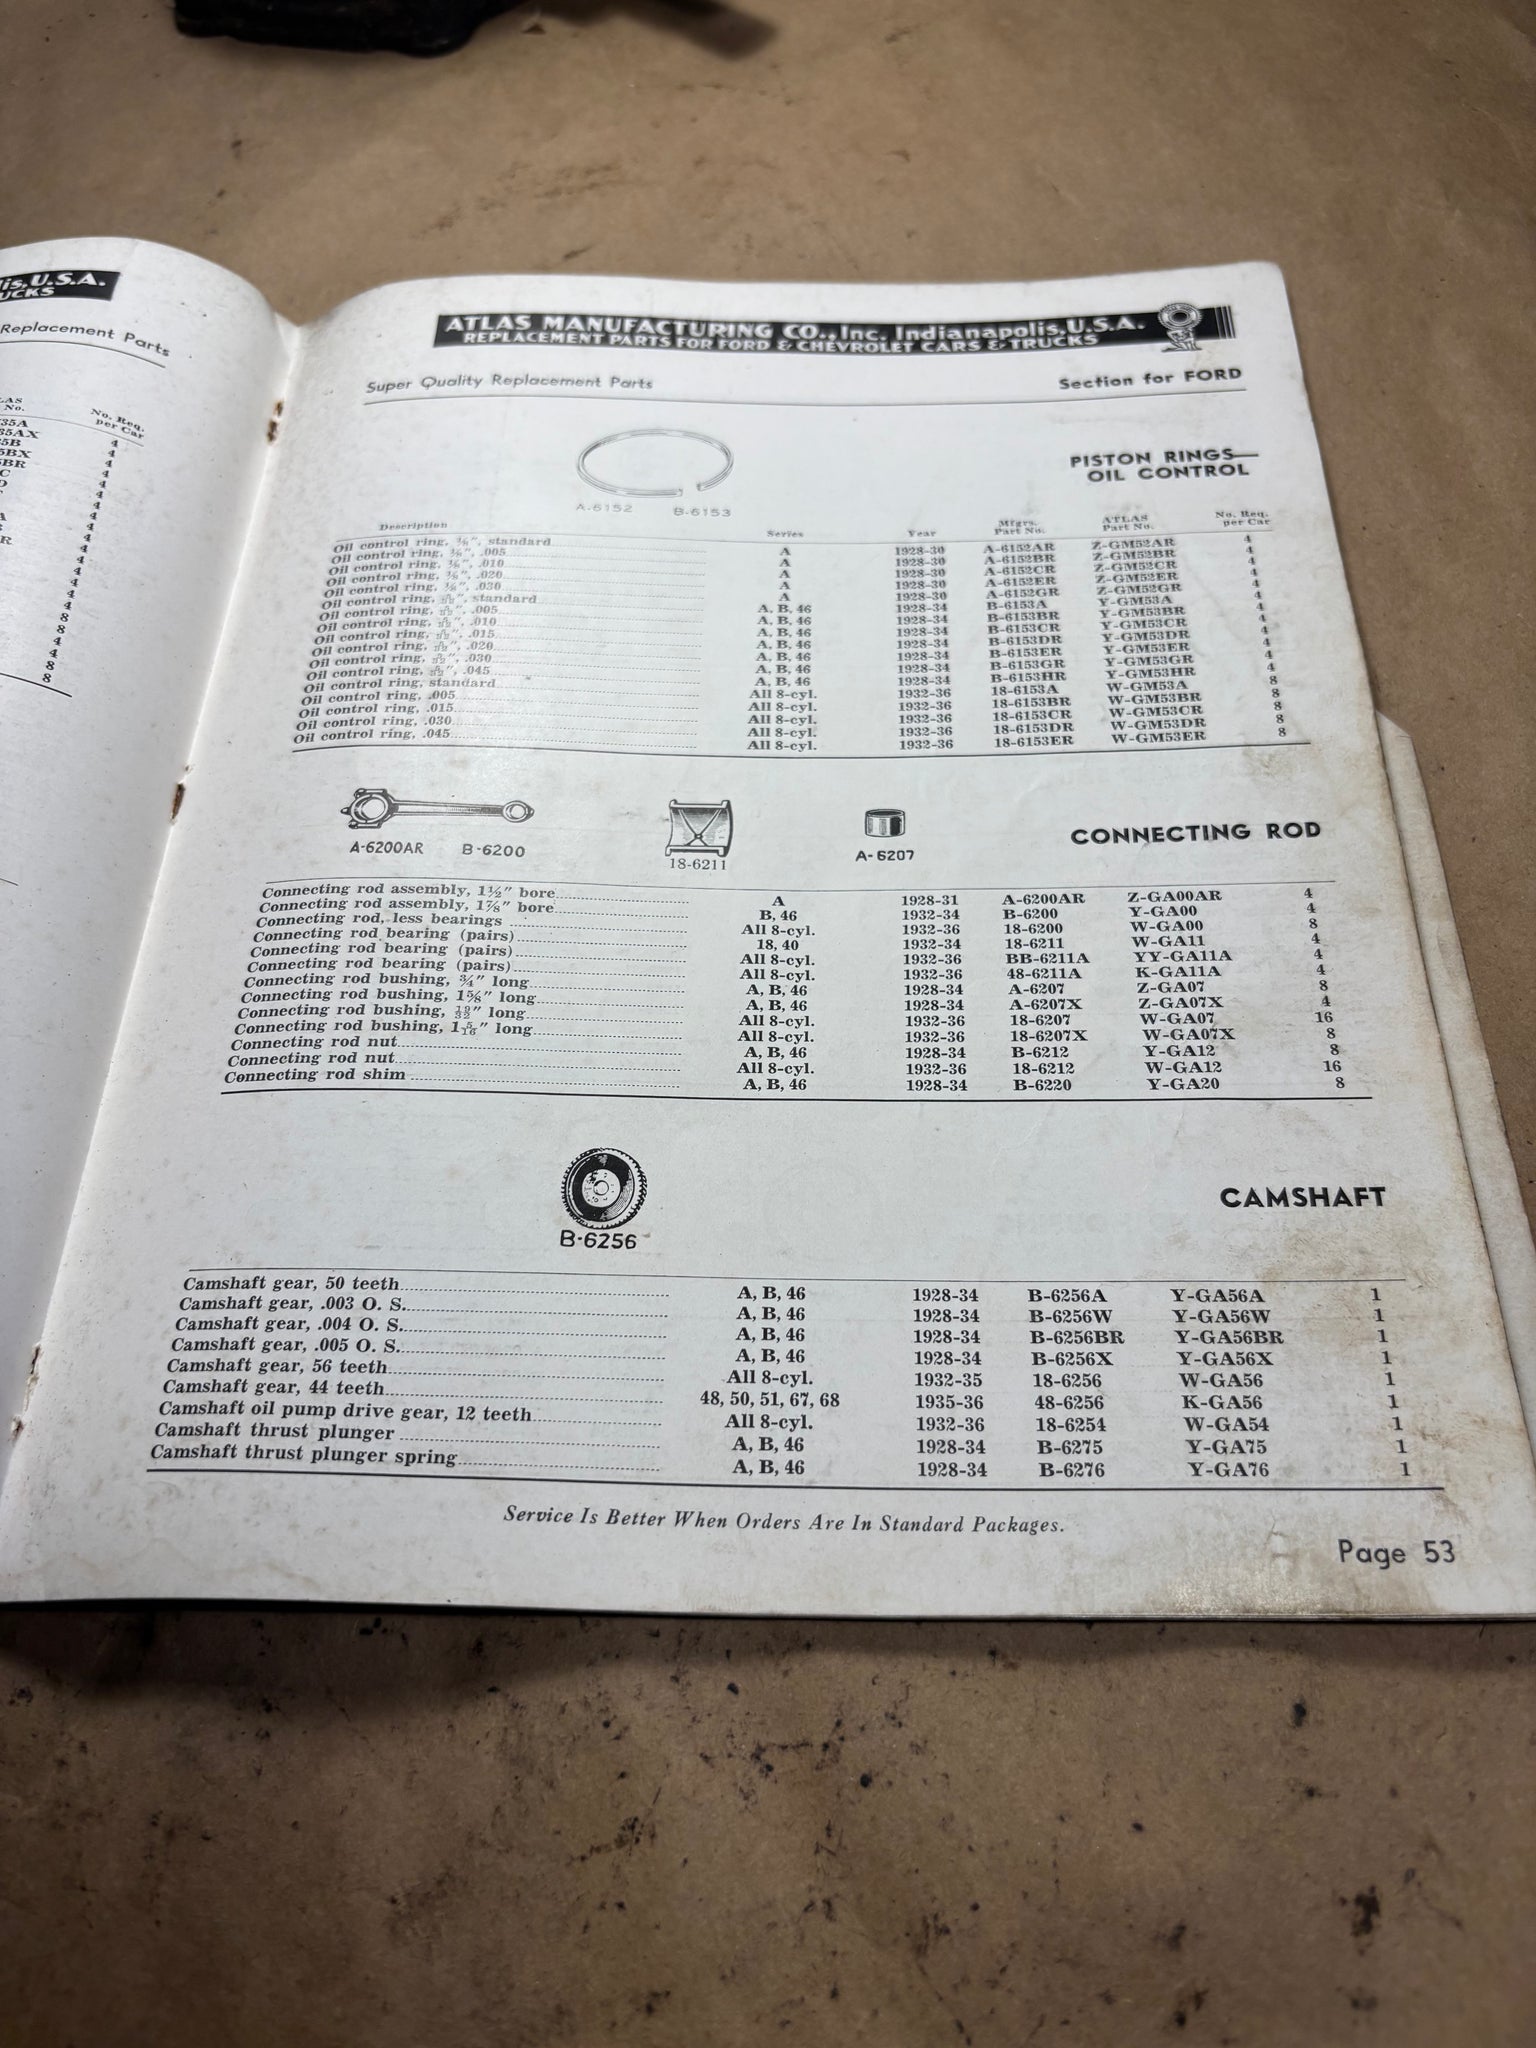 is, U.S.A.
UCKS
Replacement Parts
No. Req.
per Car
ATLAS MANUFACTURING CO., Inc. Indianapolis, U.S.A.
REPLACEMENT PARTS FOR FORD & CHEVROLET CARS & TRUCKS
Super Quality Replacement Parts Section for FORD
A-6152 B-6153
PISTON RINGS—
OIL CONTROL
Description Series Year Mfgrs. Part No. ATLAS Part No. No. Req. per Car
Oil control ring, standard A 1928-30 A-6152AR Z-GM52AR 4
Oil control ring, .005 A 1928-30 A-6152BR Z-GM52BR 4
Oil control ring, .010 A 1928-30 A-6152CR Z-GM52CR 4
Oil control ring, .020 A 1928-30 A-6152ER Z-GM52ER 4
Oil control ring, .030 A 1928-30 A-6152GR Z-GM52GR 4
Oil control ring, standard A, B, 46 1928-34 B-6153A Y-GM53A 4
Oil control ring, .005 A, B, 46 1928-34 B-6153BR Y-GM53BR 4
Oil control ring, .010 A, B, 46 1928-34 B-6153CR Y-GM53CR 4
Oil control ring, .015 A, B, 46 1928-34 B-6153DR Y-GM53DR 4
Oil control ring, .020 A, B, 46 1928-34 B-6153ER Y-GM53ER 4
Oil control ring, .030 A, B, 46 1928-34 B-6153GR Y-GM53GR 4
Oil control ring, .045 A, B, 46 1928-34 B-6153HR Y-GM53HR 4
Oil control ring, standard All 8-cyl. 1932-36 18-6153A W-GM53A 8
Oil control ring, .005 All 8-cyl. 1932-36 18-6153BR W-GM53BR 8
Oil control ring, .015 All 8-cyl. 1932-36 18-6153CR W-GM53CR 8
Oil control ring, .030 All 8-cyl. 1932-36 18-6153DR W-GM53DR 8
Oil control ring, .045 All 8-cyl. 1932-36 18-6153ER W-GM53ER 8
A-6200AR B-6200 18-6211 A-6207
CONNECTING ROD
Connecting rod assembly, 1½" bore A 1928-31 A-6200AR Z-GA00AR 4
Connecting rod assembly, 1⅞" bore B, 46 1932-34 B-6200 Y-GA00 4
Connecting rod, less bearings All 8-cyl. 1932-36 18-6200 W-GA00 8
Connecting rod bearing (pairs) 18, 40 1932-34 18-6211 W-GA11 4
Connecting rod bearing (pairs) All 8-cyl. 1932-36 BB-6211A YY-GA11A 4
Connecting rod bearing (pairs) All 8-cyl. 1932-36 48-6211A K-GA11A 4
Connecting rod bushing, ¾" long A, B, 46 1928-34 A-6207 Z-GA07 8
Connecting rod bushing, 1⅝" long A, B, 46 1928-34 A-6207X Z-GA07X 4
Connecting rod bushing, 19/32" long All 8-cyl. 1932-36 18-6207 W-GA07 16
Connecting rod bushing, 1 5/16" long All 8-cyl. 1932-36 18-6207X W-GA07X 8
Connecting rod nut A, B, 46 1928-34 B-6212 Y-GA12 8
Connecting rod nut All 8-cyl. 1932-36 18-6212 W-GA12 16
Connecting rod shim A, B, 46 1928-34 B-6220 Y-GA20 8
B-6256
CAMSHAFT
Camshaft gear, 50 teeth A, B, 46 1928-34 B-6256A Y-GA56A 1
Camshaft gear, .003 O. S. A, B, 46 1928-34 B-6256W Y-GA56W 1
Camshaft gear, .004 O. S. A, B, 46 1928-34 B-6256BR Y-GA56BR 1
Camshaft gear, .005 O. S. A, B, 46 1928-34 B-6256X Y-GA56X 1
Camshaft gear, 56 teeth All 8-cyl. 1932-35 18-6256 W-GA56 1
Camshaft gear, 44 teeth 48, 50, 51, 67, 68 1935-36 48-6256 K-GA56 1
Camshaft oil pump drive gear, 12 teeth All 8-cyl. 1932-36 18-6254 W-GA54 1
Camshaft thrust plunger A, B, 46 1928-34 B-6275 Y-GA75 1
Camshaft thrust plunger spring A, B, 46 1928-34 B-6276 Y-GA76 1
Service Is Better When Orders Are In Standard Packages.
Page 53